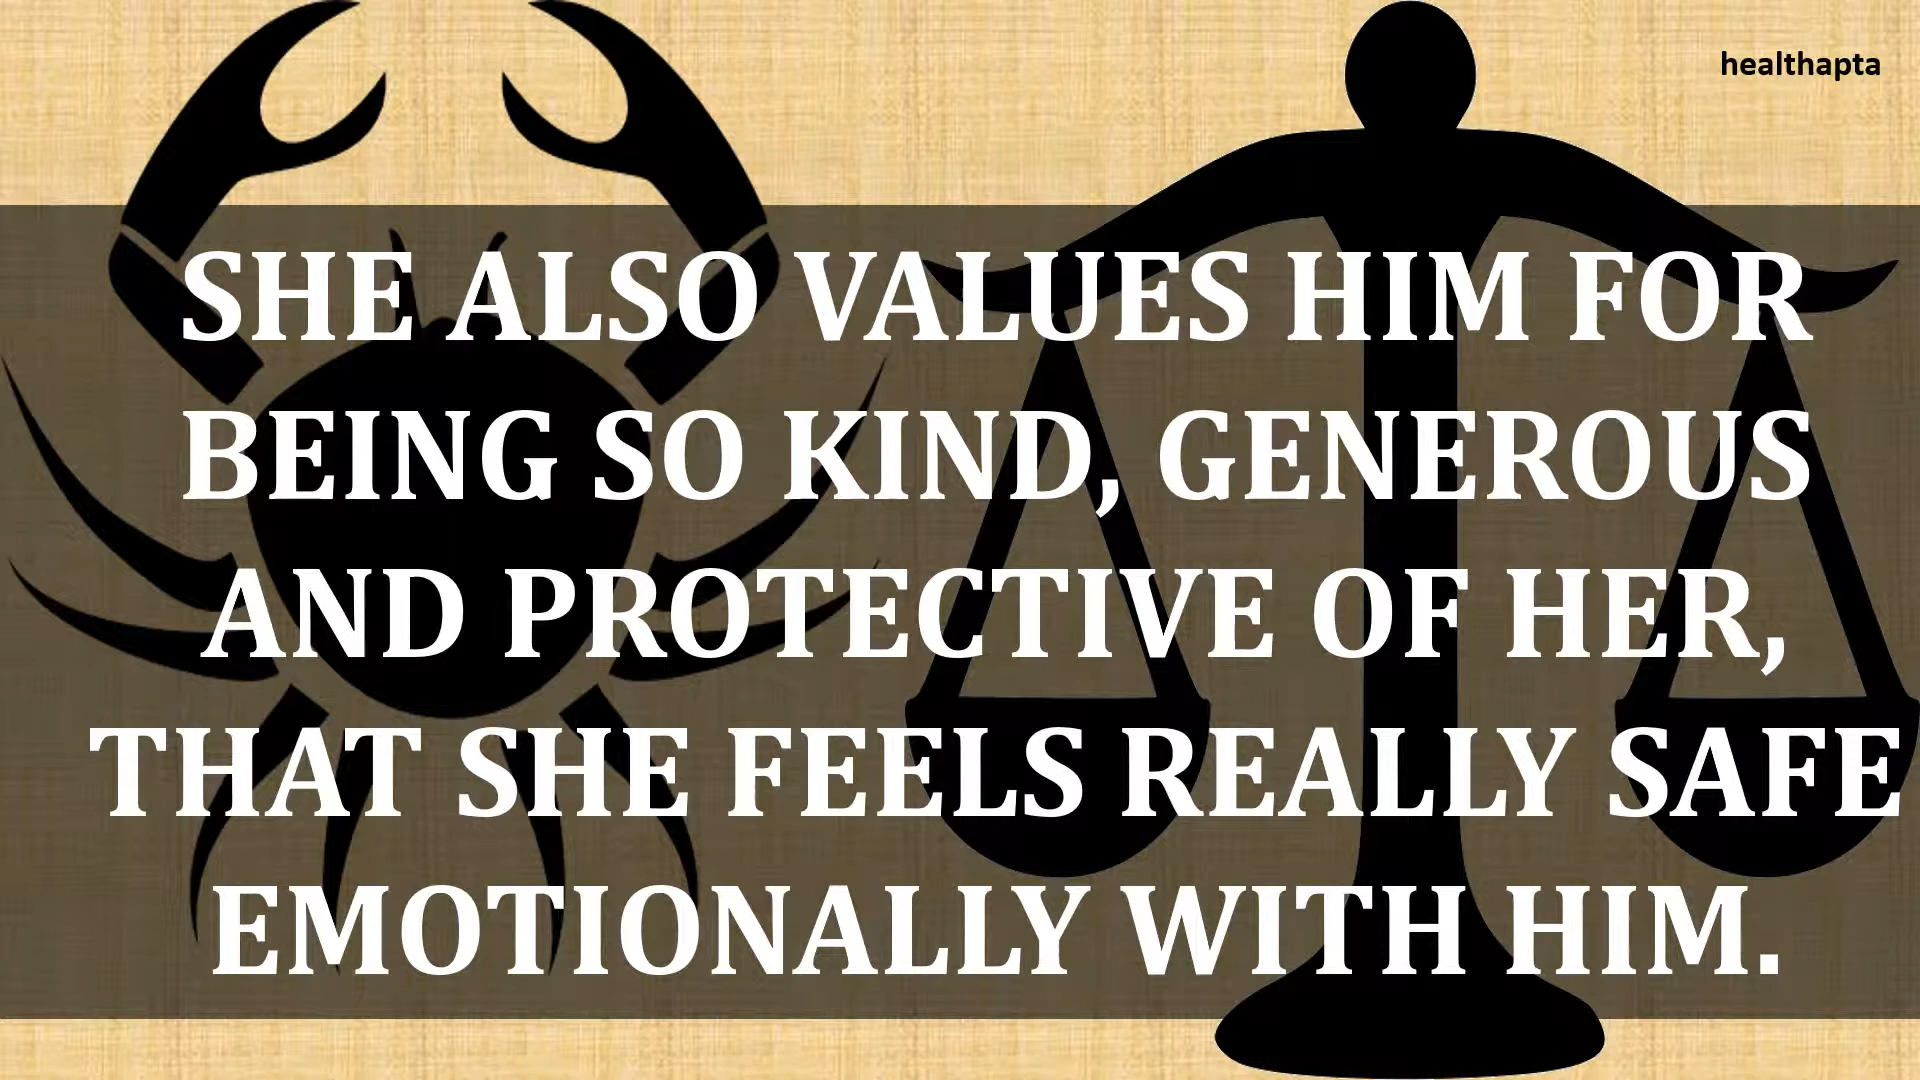 healthapta
SHE ALSO VALUES HIM FOR
BEING SO KIND, GENEROUS
AND PROTECTIVE OF HER,
THAT SHE FEELS REALLY SAFE
EMOTIONALLY WITH HIM.